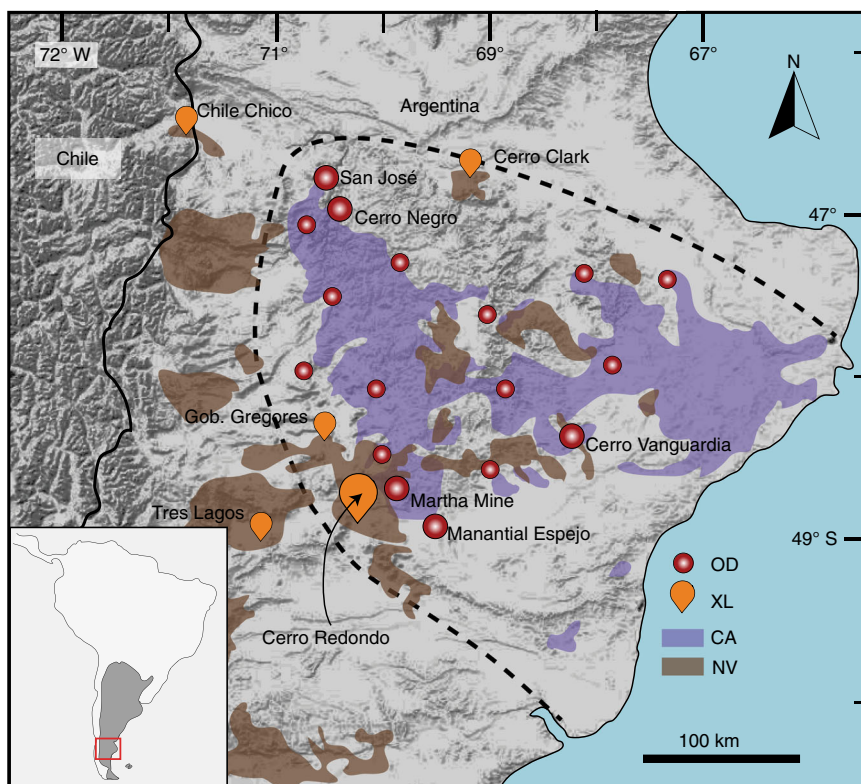 72° W
71°
69°
67°
N
Chile Chico
Argentina
Chile
Cerro Clark
San José
Cerro Negro
47°
Gob. Gregores
Cerro Vanguardia
Martha Mine
Tres Lagos
Manantial Espejo
49° S
OD
XL
CA
NV
Cerro Redondo
100 km